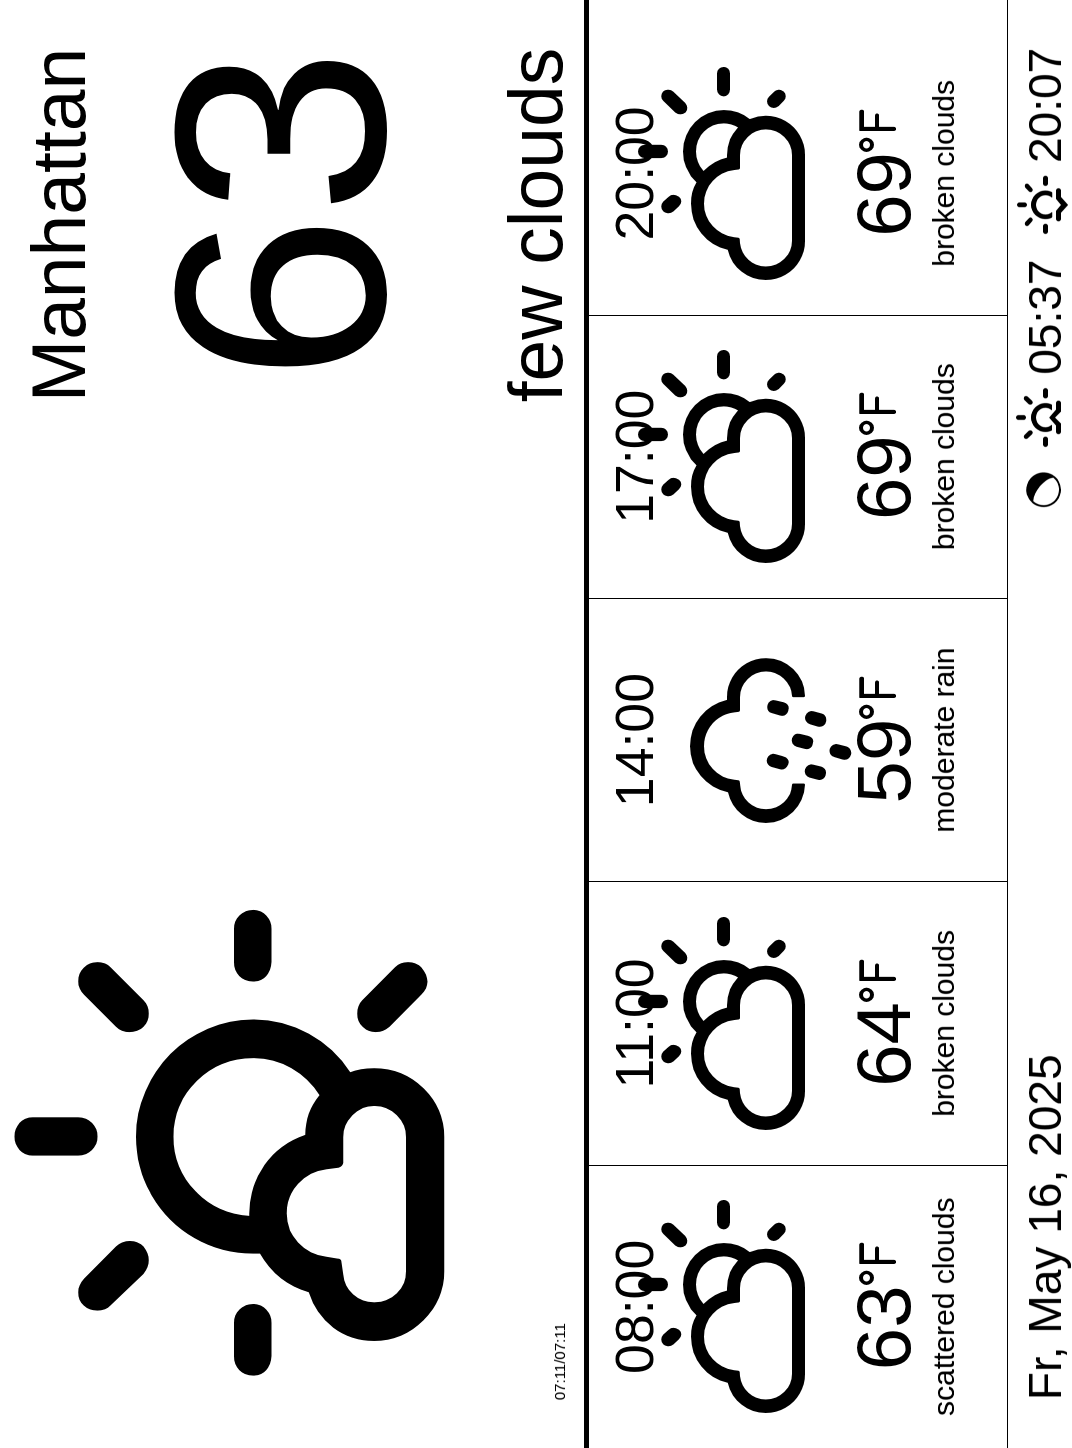 Manhattan
63
few clouds
07:11/07:11
08:00
63°F
scattered clouds
11:00
64°F
broken clouds
14:00
59°F
moderate rain
17:00
69°F
broken clouds
20:00
69°F
broken clouds
Fr, May 16, 2025
05:37
20:07